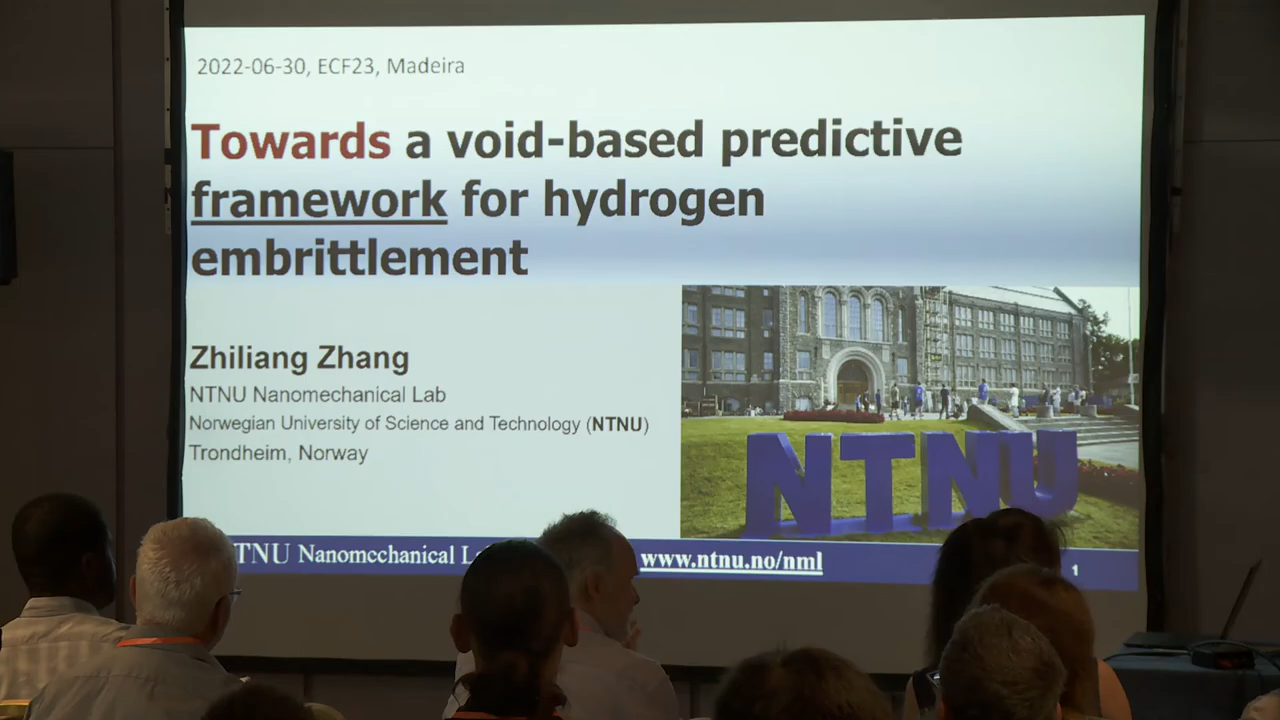 2022-06-30, ECF23, Madeira
Towards a void-based predictive
framework for hydrogen
embrittlement
Zhiliang Zhang
NTNU Nanomechanical Lab
Norwegian University of Science and Technology (NTNU)
Trondheim, Norway
NTNU
TNU Nanomechanical L
www.ntnu.no/nml
1